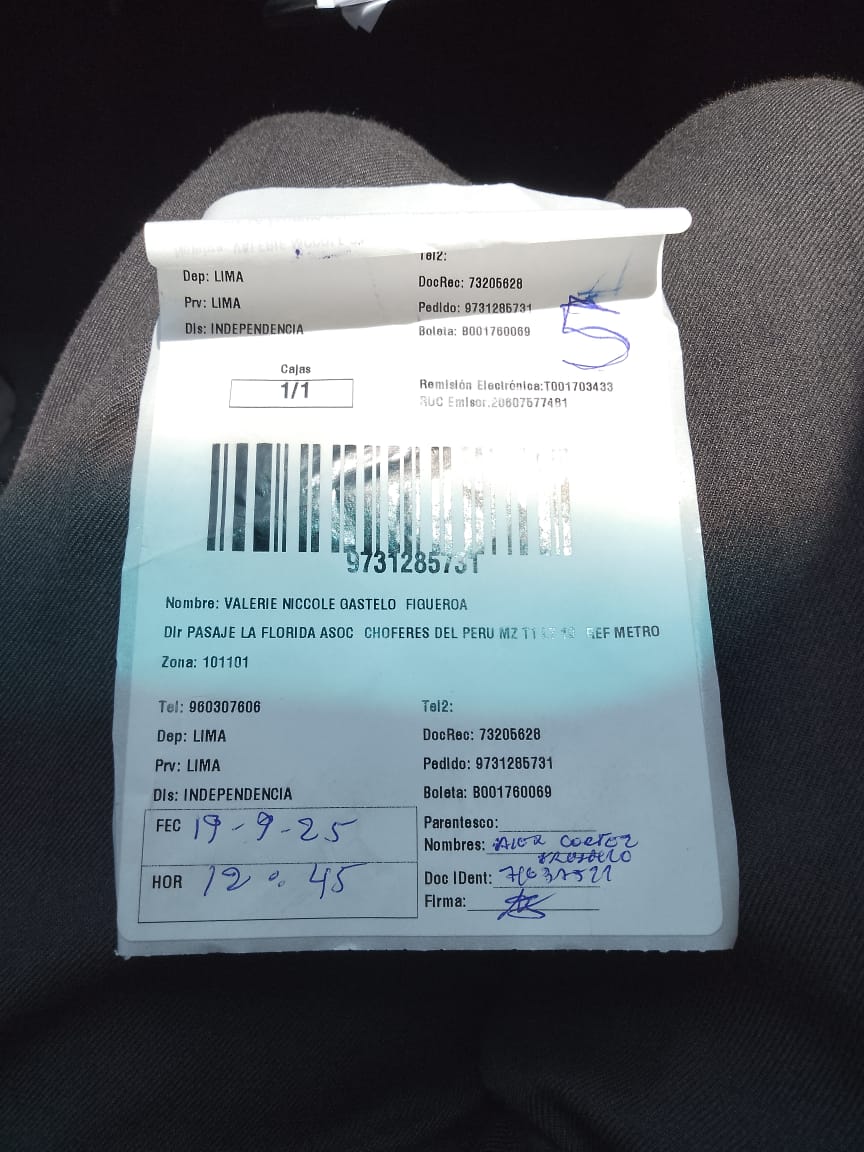 Tel2:
Dep: LIMA
DocRec: 73205628
Prv: LIMA
Pedido: 9731285731
Dis: INDEPENDENCIA
Boleta: B001760069
5
Cajas
1/1
Remisión Electrónica:T001703433
RUC Emisor:20607577481
9731285731
Nombre: VALERIE NICCOLE GASTELO FIGUEROA
Dir PASAJE LA FLORIDA ASOC CHOFERES DEL PERU MZ T1 REF METRO
Zona: 101101
Tel: 960307606
Tel2:
Dep: LIMA
DocRec: 73205628
Prv: LIMA
Pedido: 9731285731
Dis: INDEPENDENCIA
Boleta: B001760069
FEC 19-9-25
Parentesco:
Nombres:
HOR 12:45
Doc IDent:
Firma: